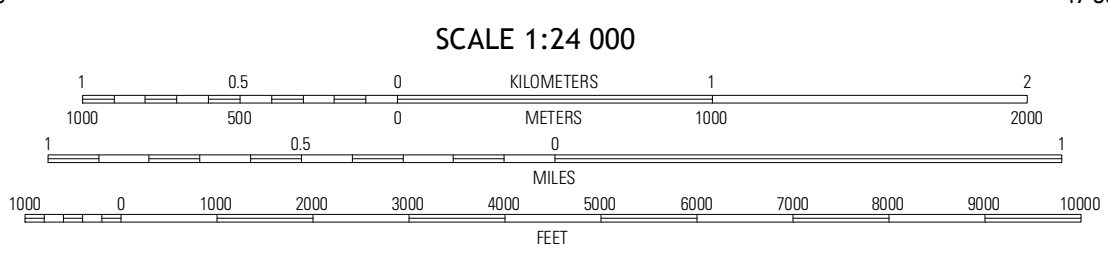 SCALE 1:24 000
1 0.5 0 KILOMETERS 1 2
1000 500 0 METERS 1000 2000
1 0.5 0 1
MILES
1000 0 1000 2000 3000 4000 5000 6000 7000 8000 9000 10000
FEET